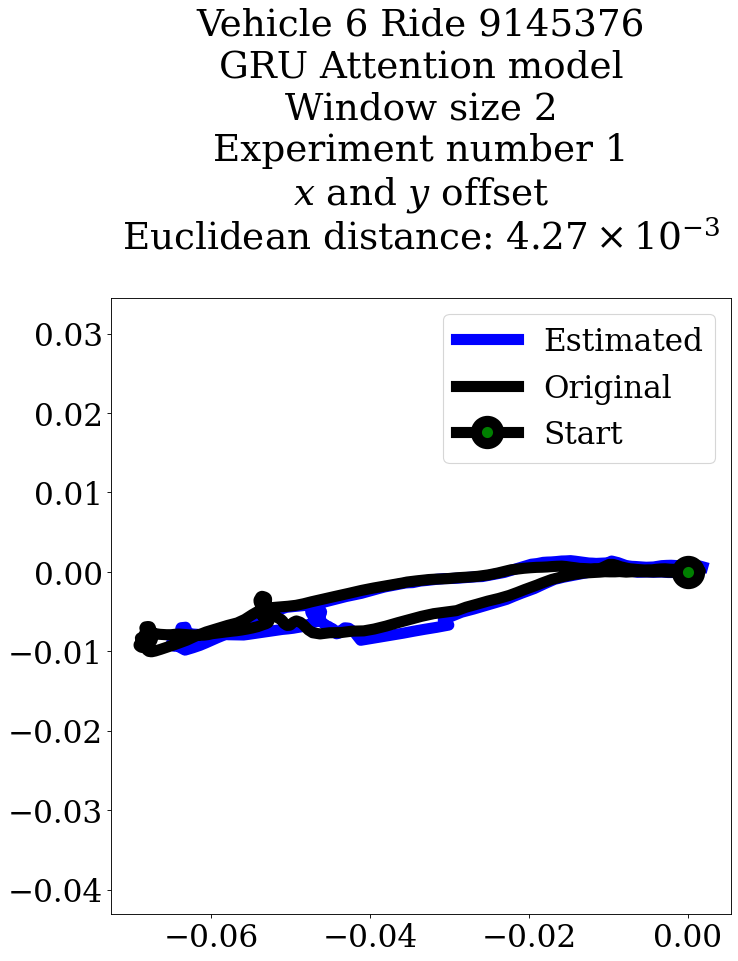 Vehicle 6 Ride 9145376
GRU Attention model
Window size 2
Experiment number 1
x and y offset
Euclidean distance: 4.27 × 10⁻³
Estimated
Original
Start
0.03
0.02
0.01
0.00
−0.01
−0.02
−0.03
−0.04
−0.06
−0.04
−0.02
0.00